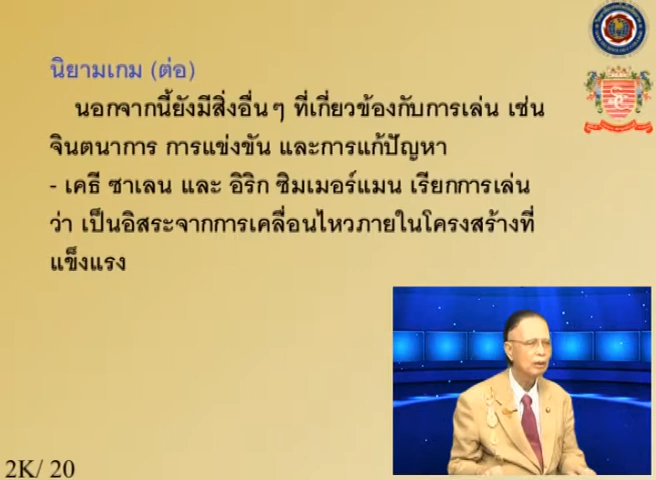 นิยามเกม (ต่อ)
นอกจากนี้ยังมีสิ่งอื่นๆ ที่เกี่ยวข้องกับการเล่น เช่น
จินตนาการ การแข่งขัน และการแก้ปัญหา
- เคธี ซาเลน และ อิริก ซิมเมอร์แมน เรียกการเล่น
ว่า เป็นอิสระจากการเคลื่อนไหวภายในโครงสร้างที่
แข็งแรง
2K/ 20